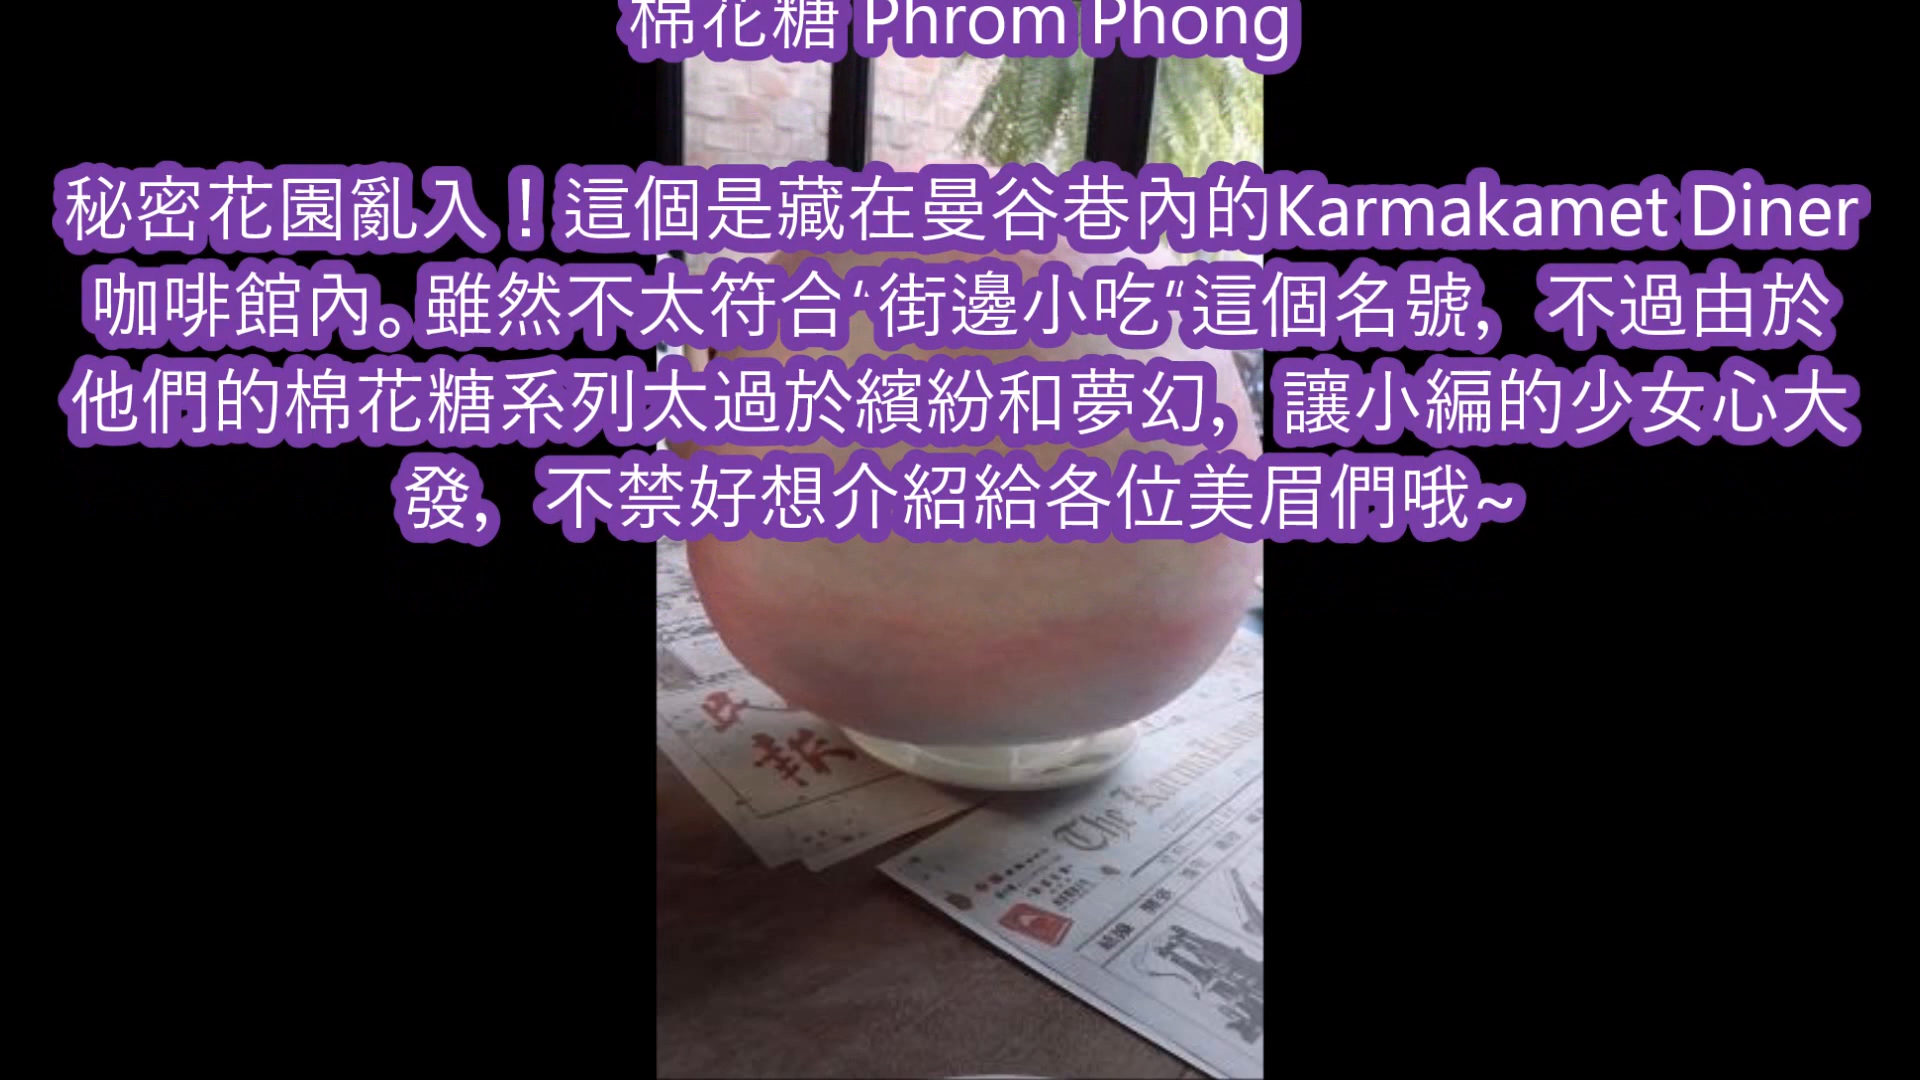 棉花糖 Phrom Phong
秘密花園亂入！這個是藏在曼谷巷內的Karmakamet Diner
咖啡館內。雖然不太符合“街邊小吃”這個名號，不過由於
他們的棉花糖系列太過於繽紛和夢幻，讓小編的少女心大
發，不禁好想介紹給各位美眉們哦~
The